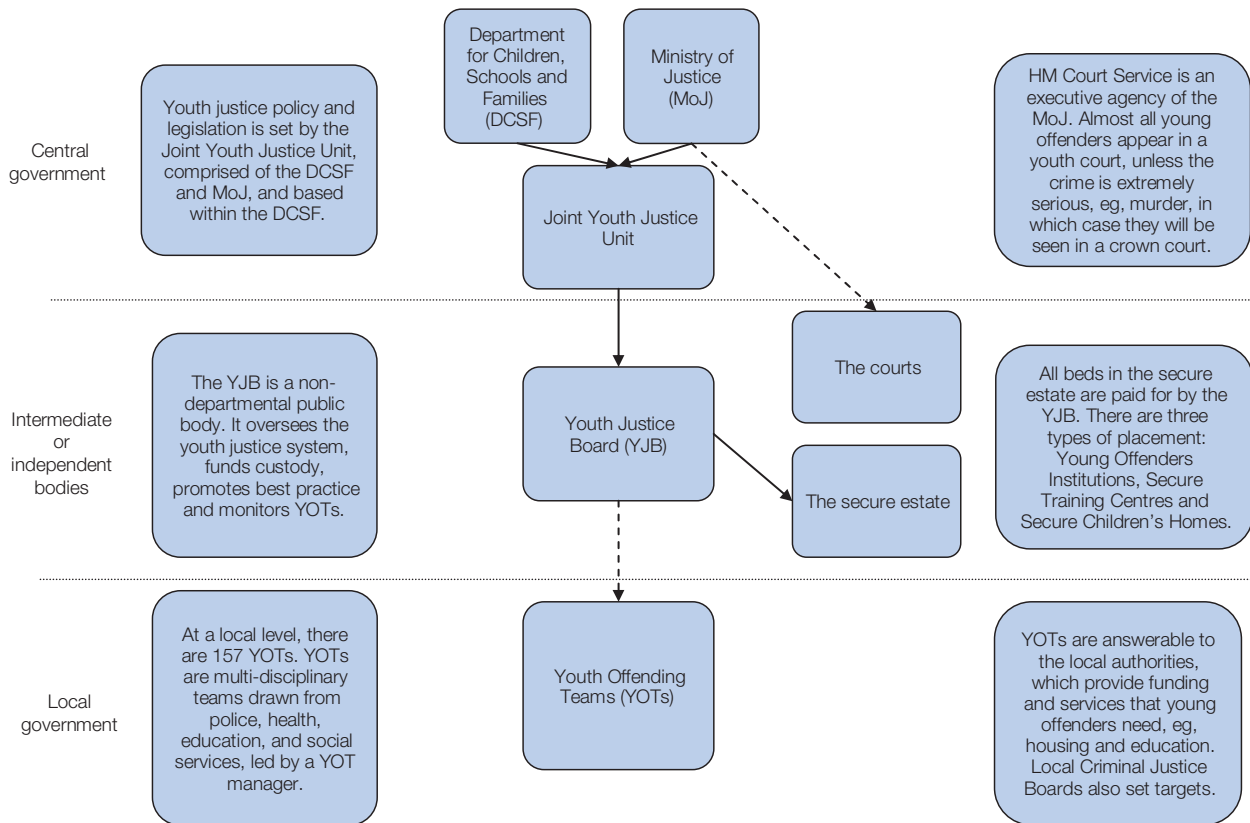 Central
government
Youth justice policy and
legislation is set by the
Joint Youth Justice Unit,
comprised of the DCSF
and MoJ, and based
within the DCSF.
Department
for Children,
Schools and
Families
(DCSF)
Ministry of
Justice
(MoJ)
Joint Youth Justice
Unit
HM Court Service is an
executive agency of the
MoJ. Almost all young
offenders appear in a
youth court, unless the
crime is extremely
serious, eg, murder, in
which case they will be
seen in a crown court.
Intermediate
or
independent
bodies
The YJB is a non-
departmental public
body. It oversees the
youth justice system,
funds custody,
promotes best practice
and monitors YOTs.
Youth Justice
Board (YJB)
The courts
The secure estate
All beds in the secure
estate are paid for by the
YJB. There are three
types of placement:
Young Offenders
Institutions, Secure
Training Centres and
Secure Children's Homes.
Local
government
At a local level, there
are 157 YOTs. YOTs
are multi-disciplinary
teams drawn from
police, health,
education, and social
services, led by a YOT
manager.
Youth Offending
Teams (YOTs)
YOTs are answerable to
the local authorities,
which provide funding
and services that young
offenders need, eg,
housing and education.
Local Criminal Justice
Boards also set targets.